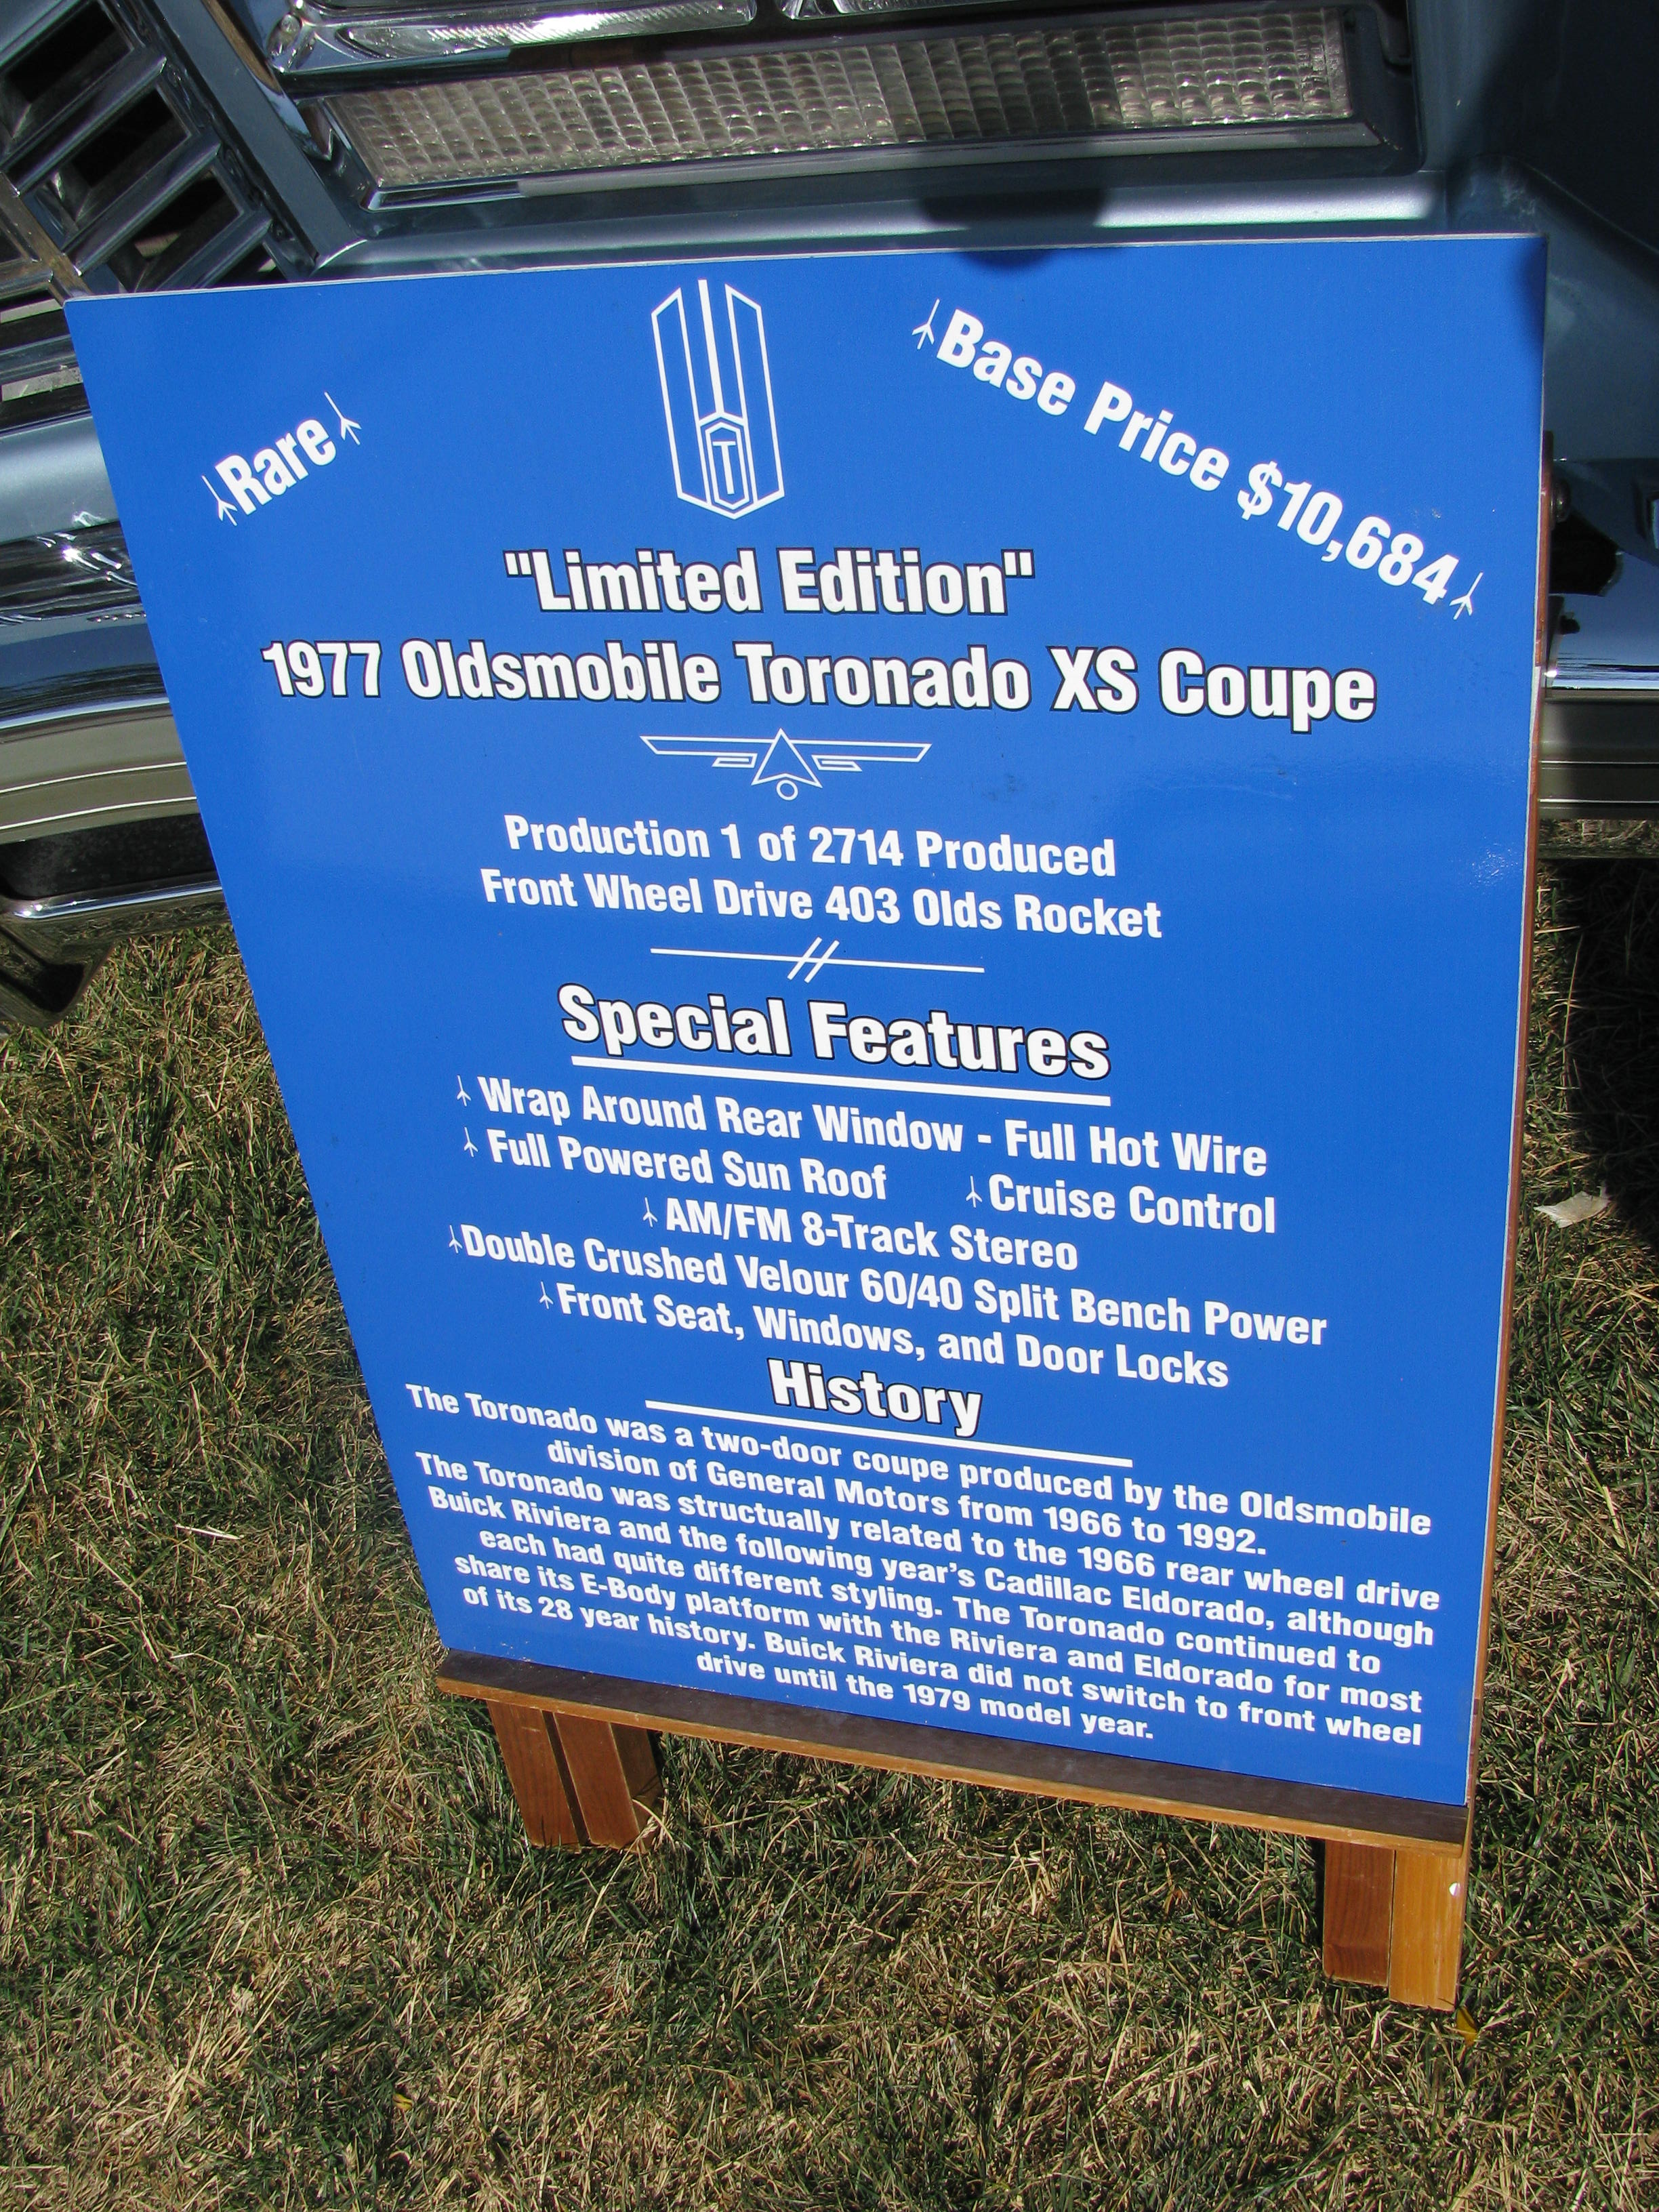 Rare
Base Price $10,684
T
"Limited Edition"
1977 Oldsmobile Toronado XS Coupe
Production 1 of 2714 Produced
Front Wheel Drive 403 Olds Rocket
Special Features
Wrap Around Rear Window - Full Hot Wire
Full Powered Sun Roof Cruise Control
AM/FM 8-Track Stereo
Double Crushed Velour 60/40 Split Bench Power
Front Seat, Windows, and Door Locks
History
The Toronado was a two-door coupe produced by the Oldsmobile
division of General Motors from 1966 to 1992.
The Toronado was structually related to the 1966 rear wheel drive
Buick Riviera and the following year's Cadillac Eldorado, although
each had quite different styling. The Toronado continued to
share its E-Body platform with the Riviera and Eldorado for most
of its 28 year history. Buick Riviera did not switch to front wheel
drive until the 1979 model year.